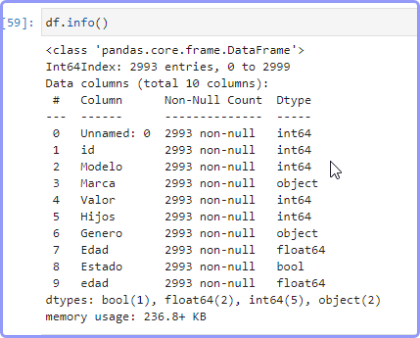 [59]: df.info()
<class 'pandas.core.frame.DataFrame'>
Int64Index: 2993 entries, 0 to 2999
Data columns (total 10 columns):
 #   Column      Non-Null Count  Dtype
---  ------      --------------  -----
 0   Unnamed: 0  2993 non-null   int64
 1   id          2993 non-null   int64
 2   Modelo      2993 non-null   int64
 3   Marca       2993 non-null   object
 4   Valor       2993 non-null   int64
 5   Hijos       2993 non-null   int64
 6   Genero      2993 non-null   object
 7   Edad        2993 non-null   float64
 8   Estado      2993 non-null   bool
 9   edad        2993 non-null   float64
dtypes: bool(1), float64(2), int64(5), object(2)
memory usage: 236.8+ KB